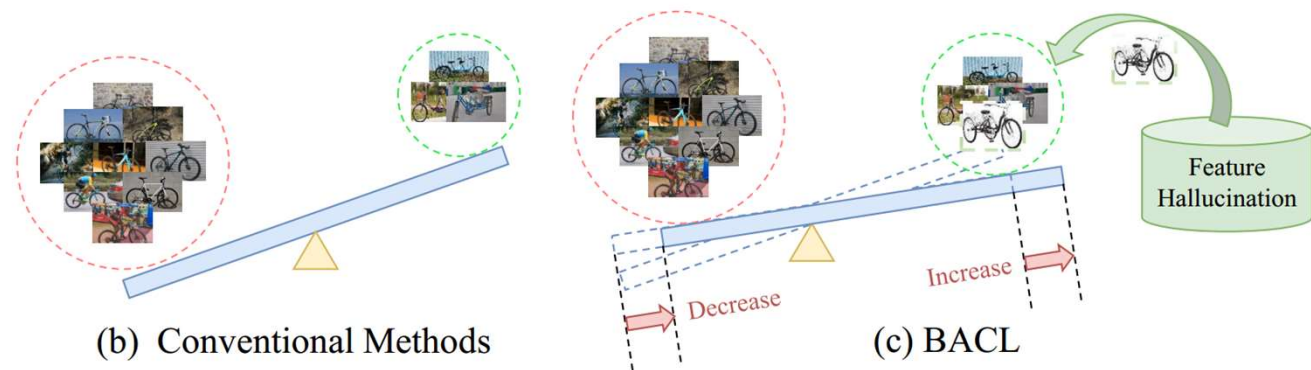 Feature
Hallucination
Increase
Decrease
(b) Conventional Methods
(c) BACL